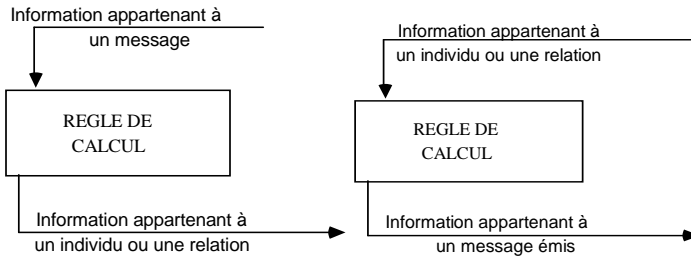 Information appartenant à
un message
REGLE DE
CALCUL
Information appartenant à
un individu ou une relation
Information appartenant à
un individu ou une relation
REGLE DE
CALCUL
Information appartenant à
un message émis